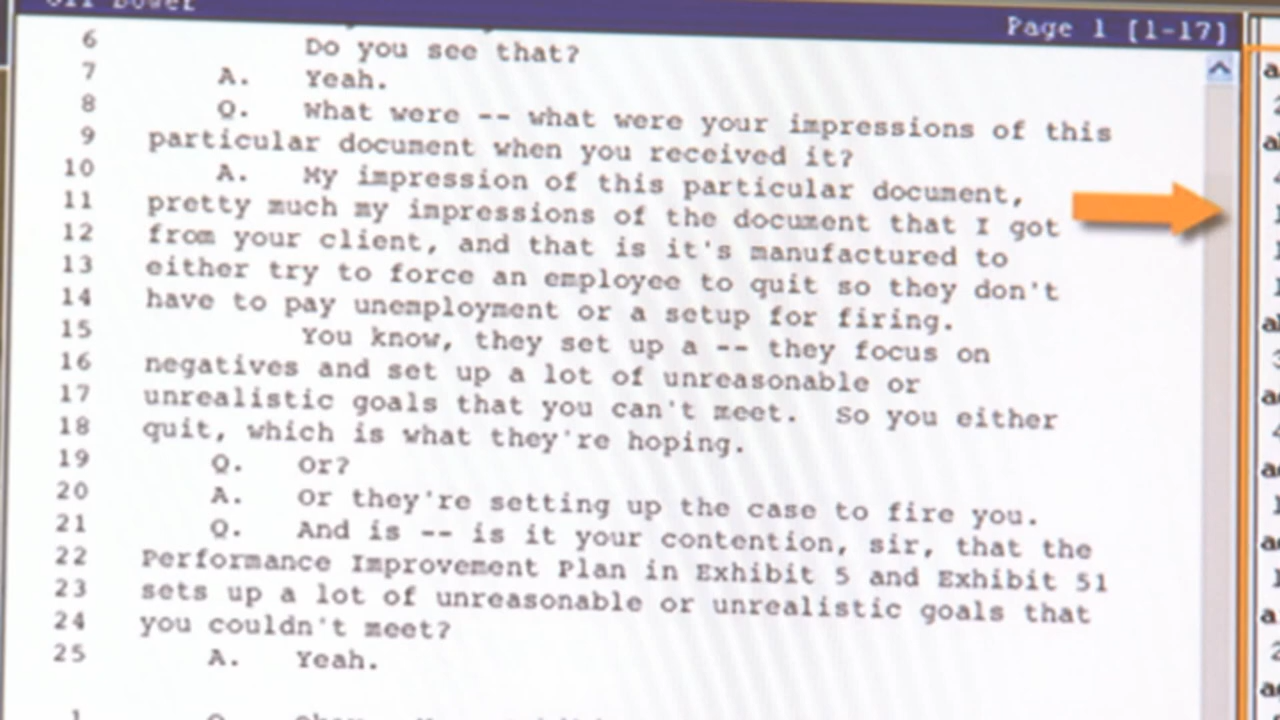 Page 1 [1-17]
6 Do you see that?
7 A. Yeah.
8 Q. What were -- what were your impressions of this
9 particular document when you received it?
10 A. My impression of this particular document,
11 pretty much my impressions of the document that I got
12 from your client, and that is it's manufactured to
13 either try to force an employee to quit so they don't
14 have to pay unemployment or a setup for firing.
15 You know, they set up a -- they focus on
16 negatives and set up a lot of unreasonable or
17 unrealistic goals that you can't meet. So you either
18 quit, which is what they're hoping.
19 Q. Or?
20 A. Or they're setting up the case to fire you.
21 Q. And is -- is it your contention, sir, that the
22 Performance Improvement Plan in Exhibit 5 and Exhibit 51
23 sets up a lot of unreasonable or unrealistic goals that
24 you couldn't meet?
25 A. Yeah.